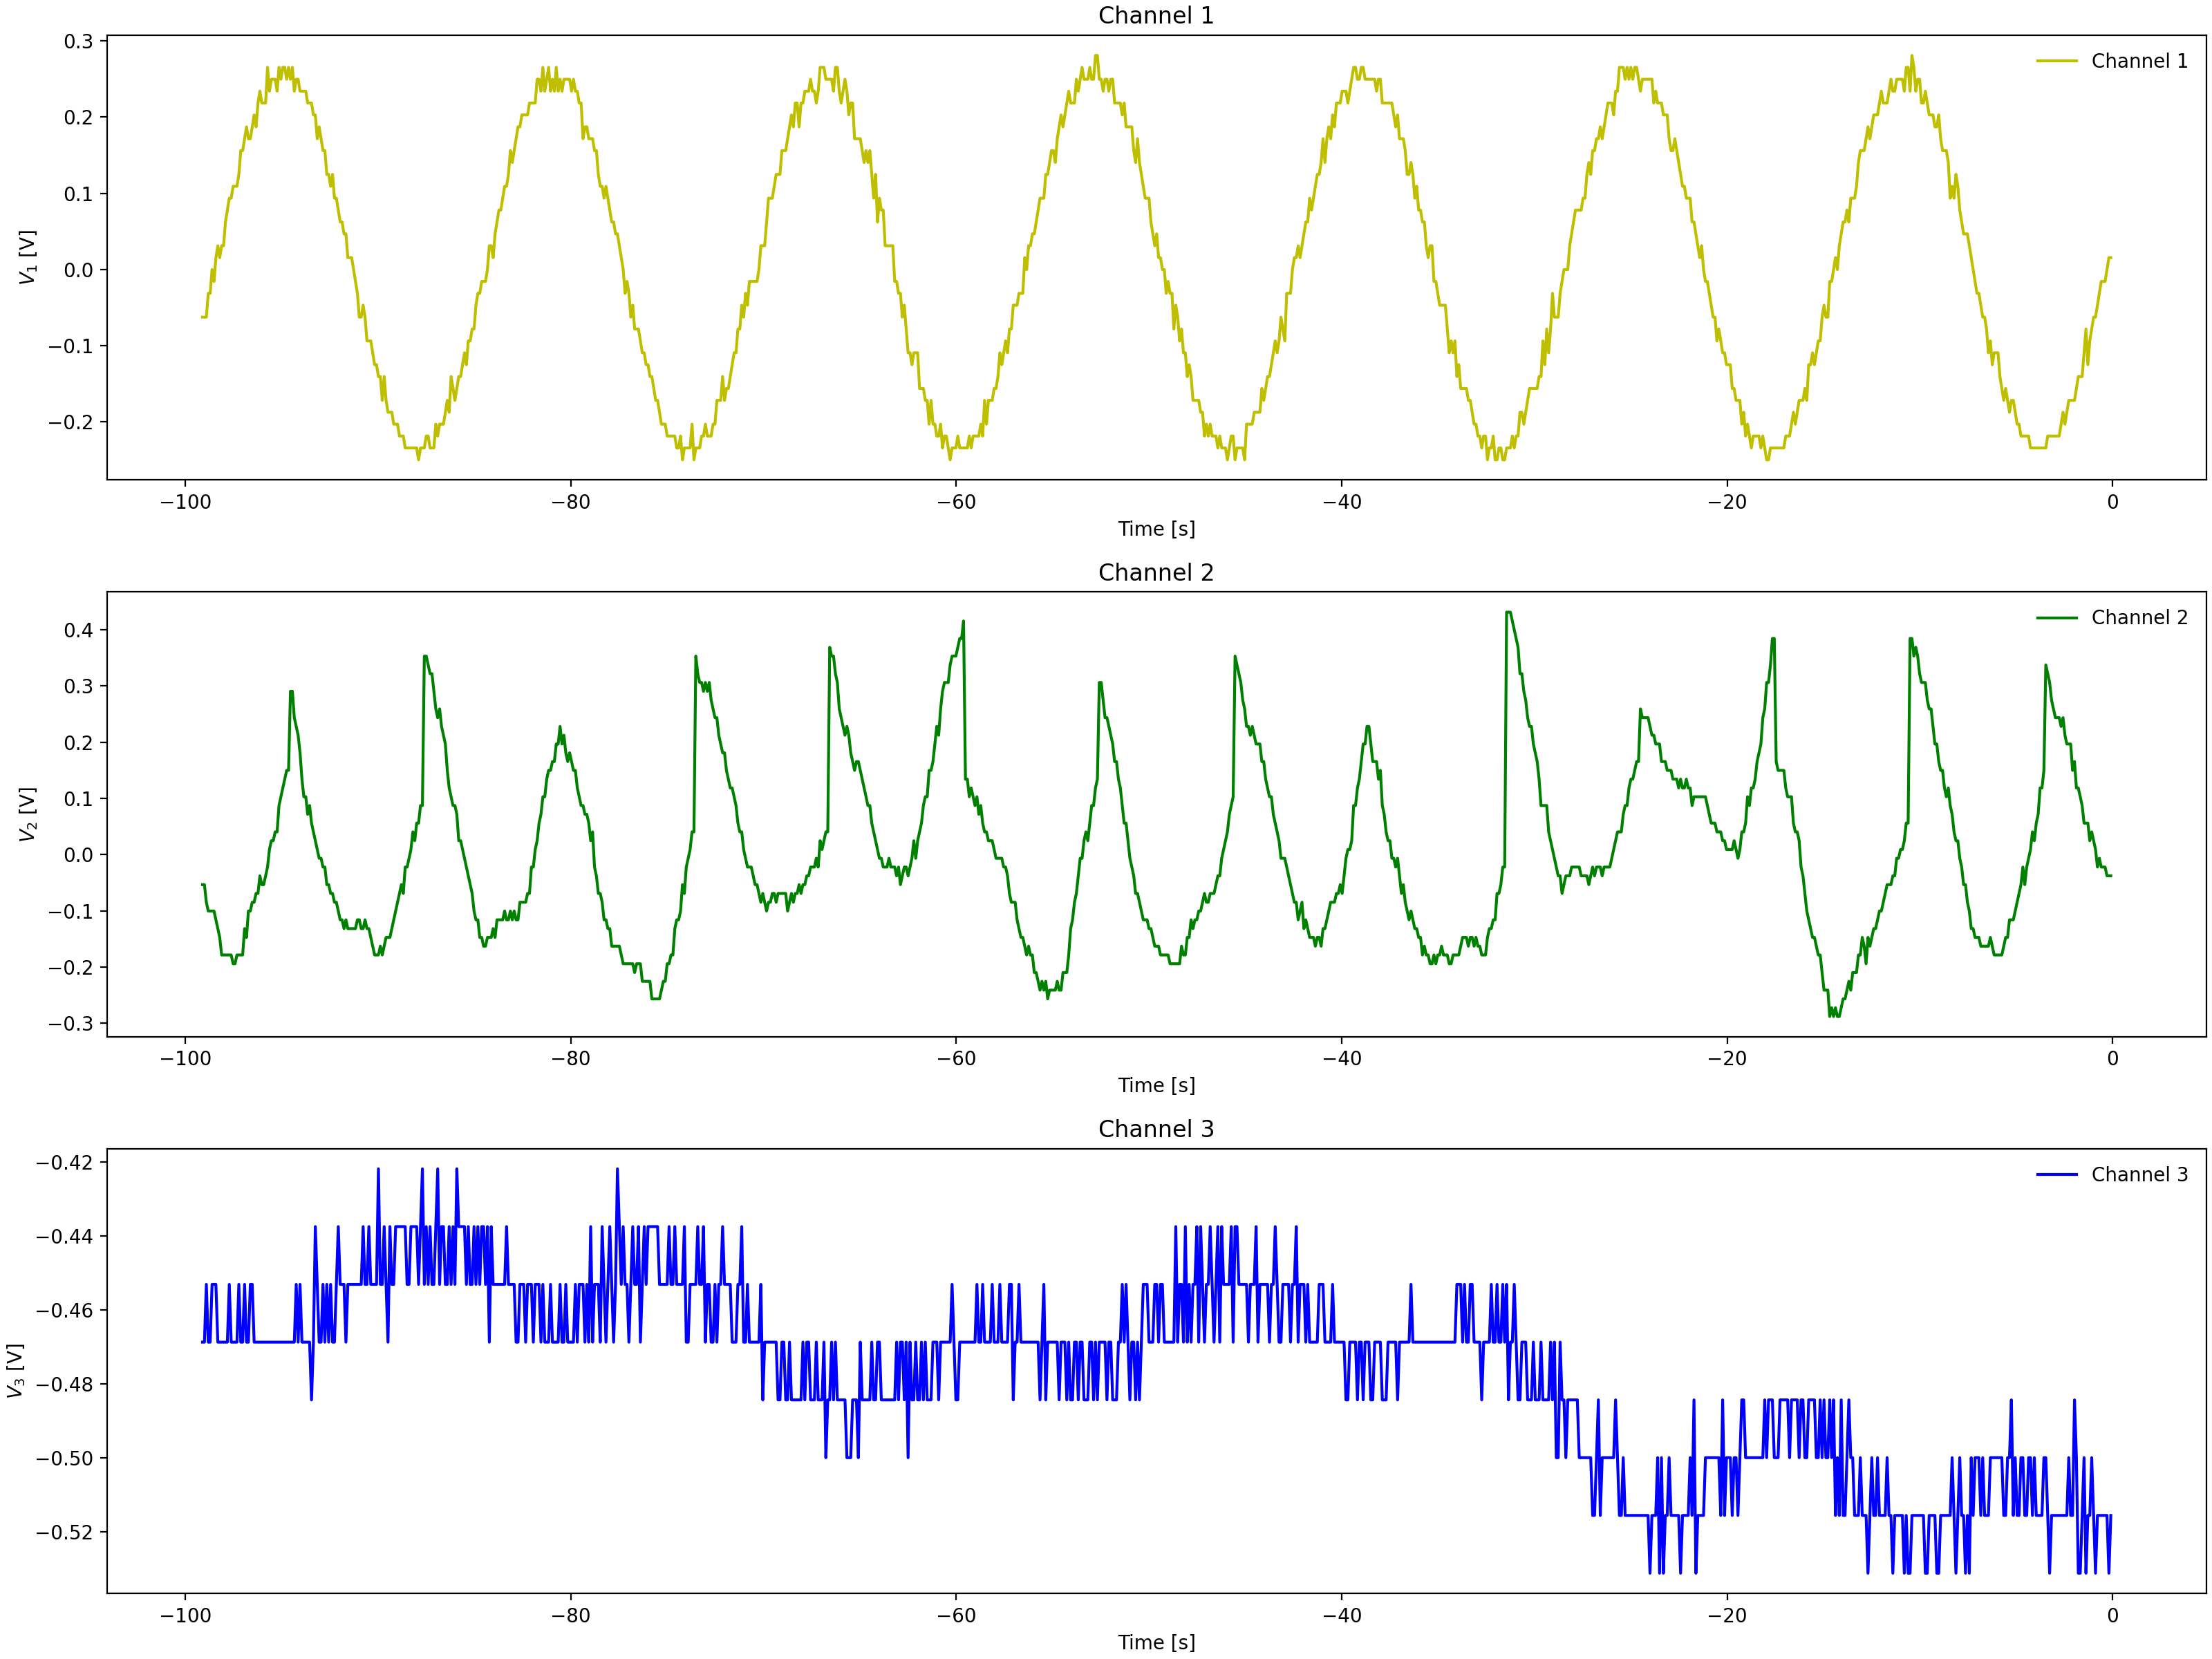 Channel 1
0.3
0.2
0.1
0.0
−0.1
−0.2
V1 [V]
Channel 1
−100 −80 −60 −40 −20 0
Time [s]
Channel 2
0.4
0.3
0.2
0.1
0.0
−0.1
−0.2
−0.3
V2 [V]
Channel 2
−100 −80 −60 −40 −20 0
Time [s]
Channel 3
−0.42
−0.44
−0.46
−0.48
−0.50
−0.52
V3 [V]
Channel 3
−100 −80 −60 −40 −20 0
Time [s]